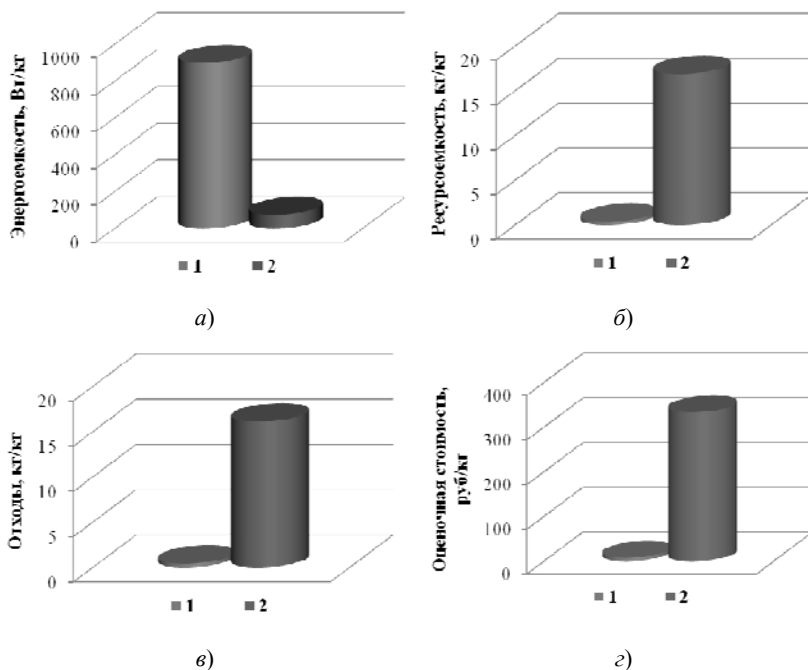 Энергоемкость, Вт/кг
1000
800
600
400
200
0
1 2
а)
Ресурсоемкость, кг/кг
20
15
10
5
0
1 2
б)
Отходы, кг/кг
20
15
10
5
0
1 2
в)
Оценочная стоимость,
руб/кг
400
300
200
100
0
1 2
г)